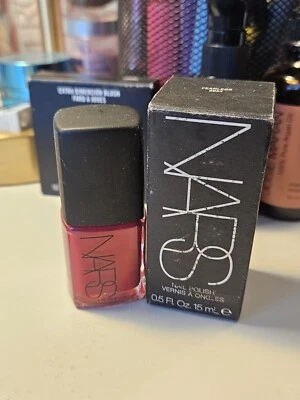 EXTRA DIMENSION BLUSH
FARD À JOUES
NARS
NARS
NAIL POLISH
VERNIS À ONGLES
0.5 FL. OZ. 15 mL ℮